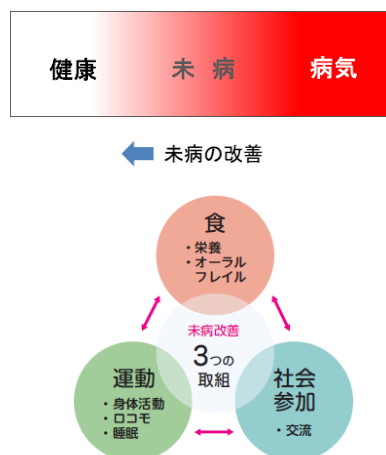 健康 未病 病気
未病の改善
食
・栄養
・オーラル
フレイル
未病改善
3つの
取組
運動
・身体活動
・ロコモ
・睡眠
社会
参加
・交流